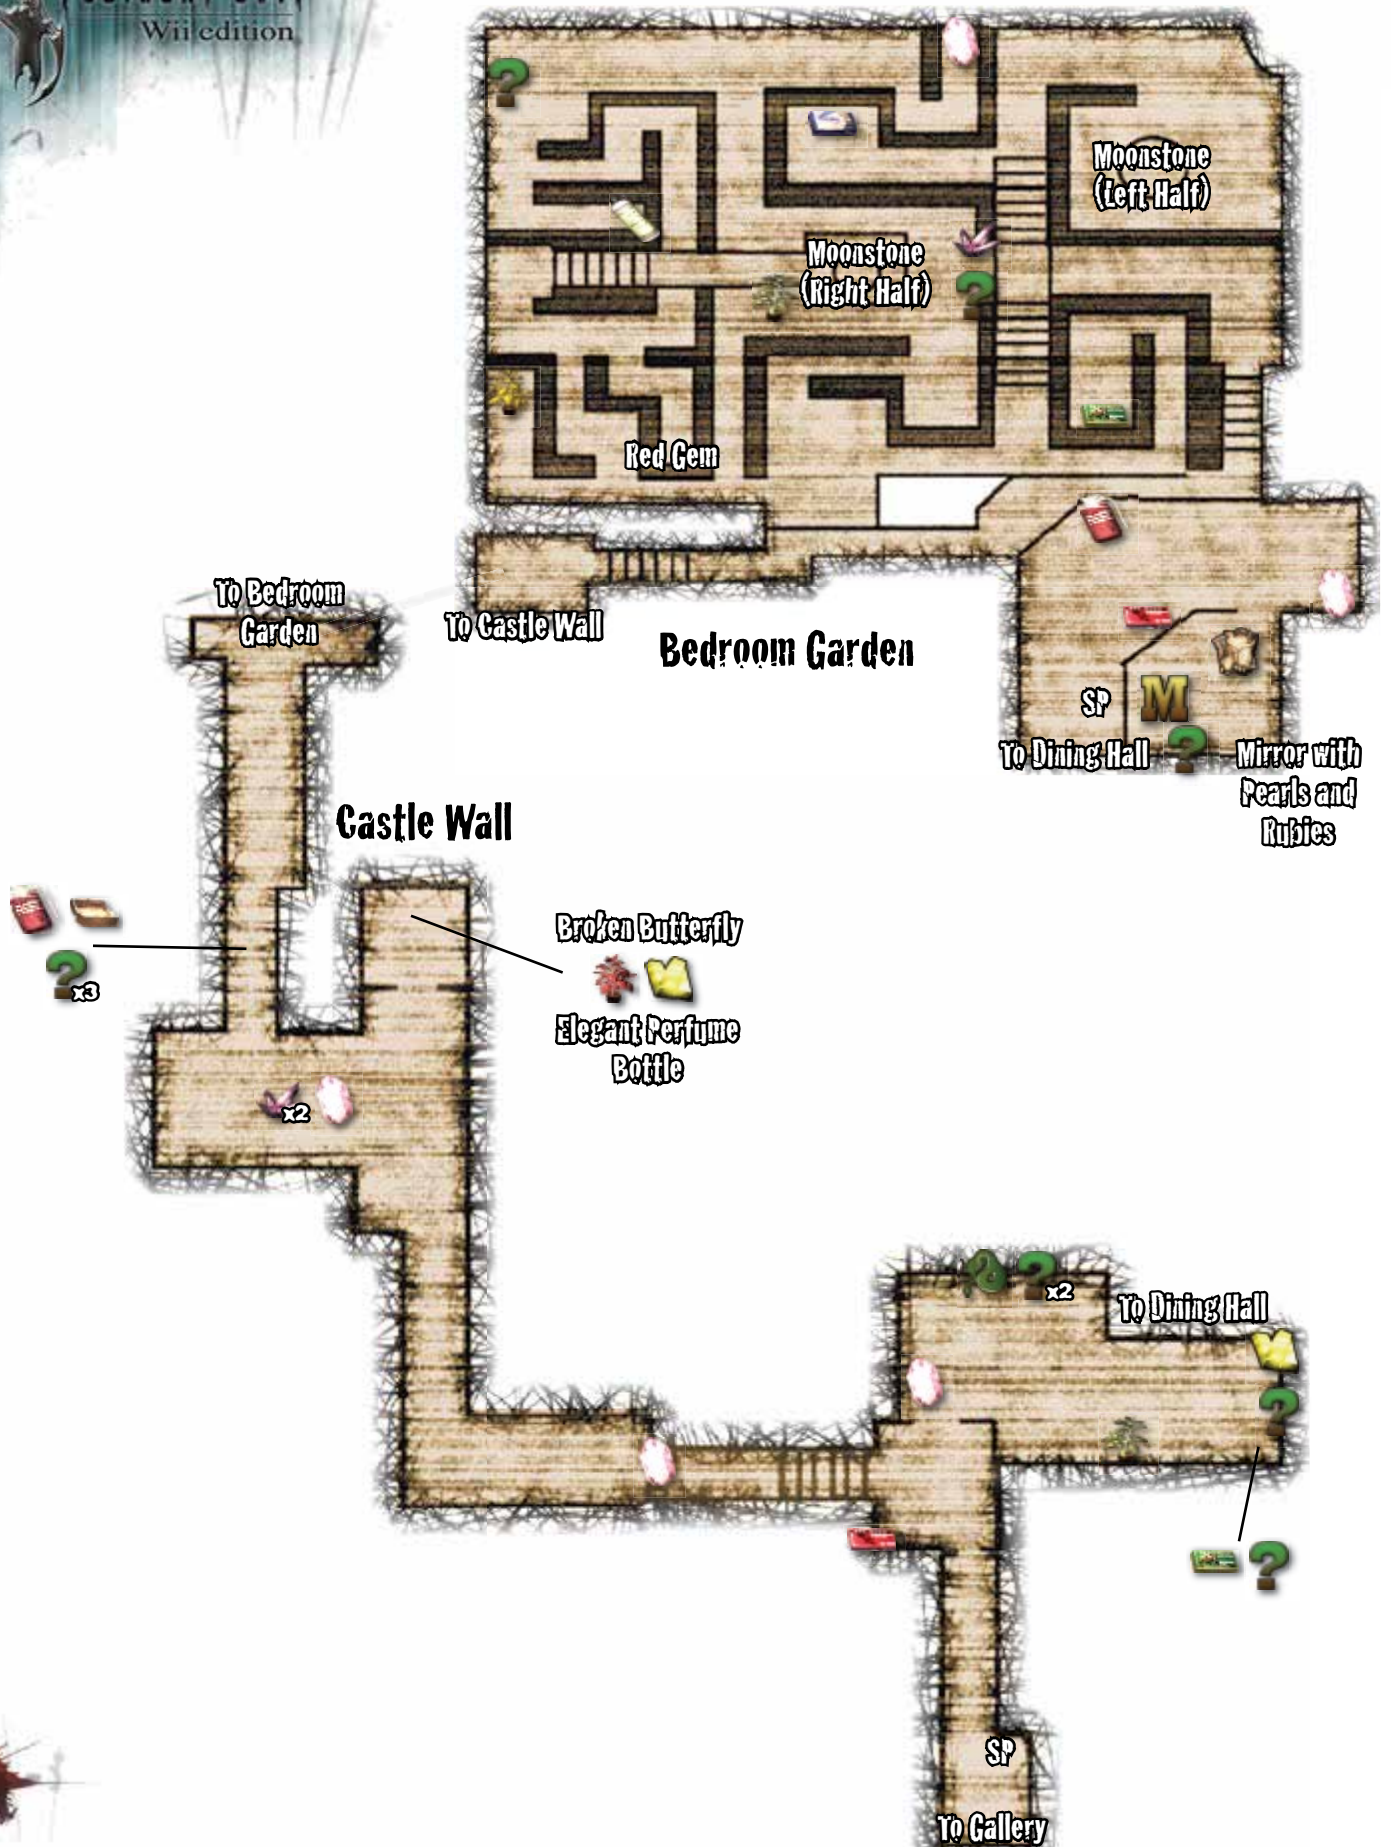 Wii edition
Moonstone
(Left Half)
Moonstone
(Right Half)
Red Gem
To Bedroom
Garden
To Castle Wall
Bedroom Garden
SP
M
To Dining Hall
Mirror with
Pearls and
Rubies
Castle Wall
?
x3
Broken Butterfly
Elegant Perfume
Bottle
x2
?
x2
To Dining Hall
?
?
SP
To Gallery